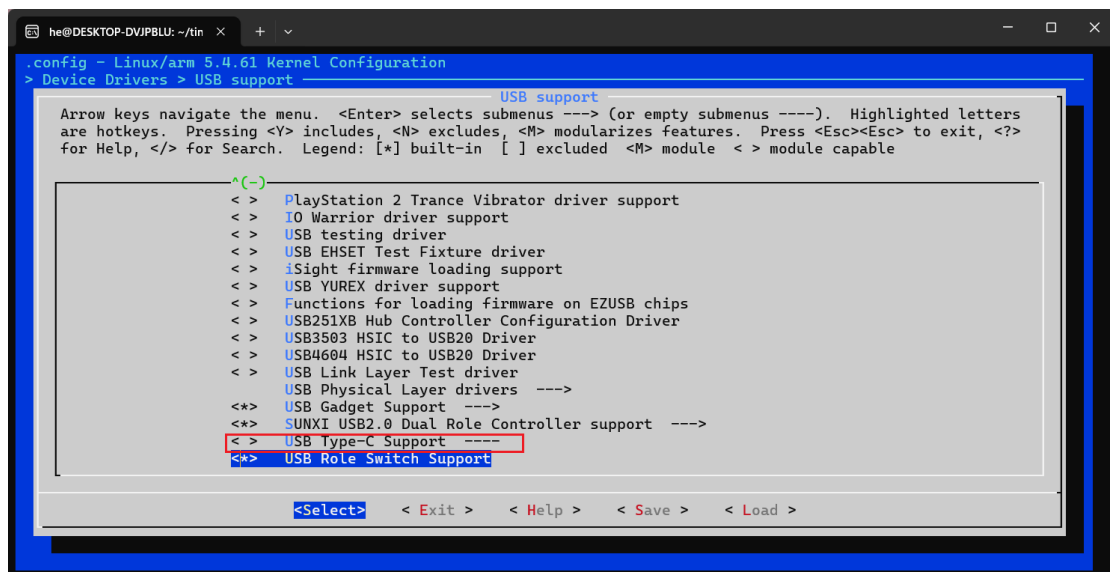 he@DESKTOP-DVJPBLU: ~/tin
.config - Linux/arm 5.4.61 Kernel Configuration
> Device Drivers > USB support
USB support
Arrow keys navigate the menu.  <Enter> selects submenus ---> (or empty submenus ----).  Highlighted letters
are hotkeys.  Pressing <Y> includes, <N> excludes, <M> modularizes features.  Press <Esc><Esc> to exit, <?>
for Help, </> for Search.  Legend: [*] built-in  [ ] excluded  <M> module  < > module capable
^(-)
< >   PlayStation 2 Trance Vibrator driver support
< >   IO Warrior driver support
< >   USB testing driver
< >   USB EHSET Test Fixture driver
< >   iSight firmware loading support
< >   USB YUREX driver support
< >   Functions for loading firmware on EZUSB chips
< >   USB251XB Hub Controller Configuration Driver
< >   USB3503 HSIC to USB20 Driver
< >   USB4604 HSIC to USB20 Driver
< >   USB Link Layer Test driver
USB Physical Layer drivers  --->
<*>   USB Gadget Support  --->
<*>   SUNXI USB2.0 Dual Role Controller support  --->
< >   USB Type-C Support  ----
<*>   USB Role Switch Support
<Select>    < Exit >    < Help >    < Save >    < Load >